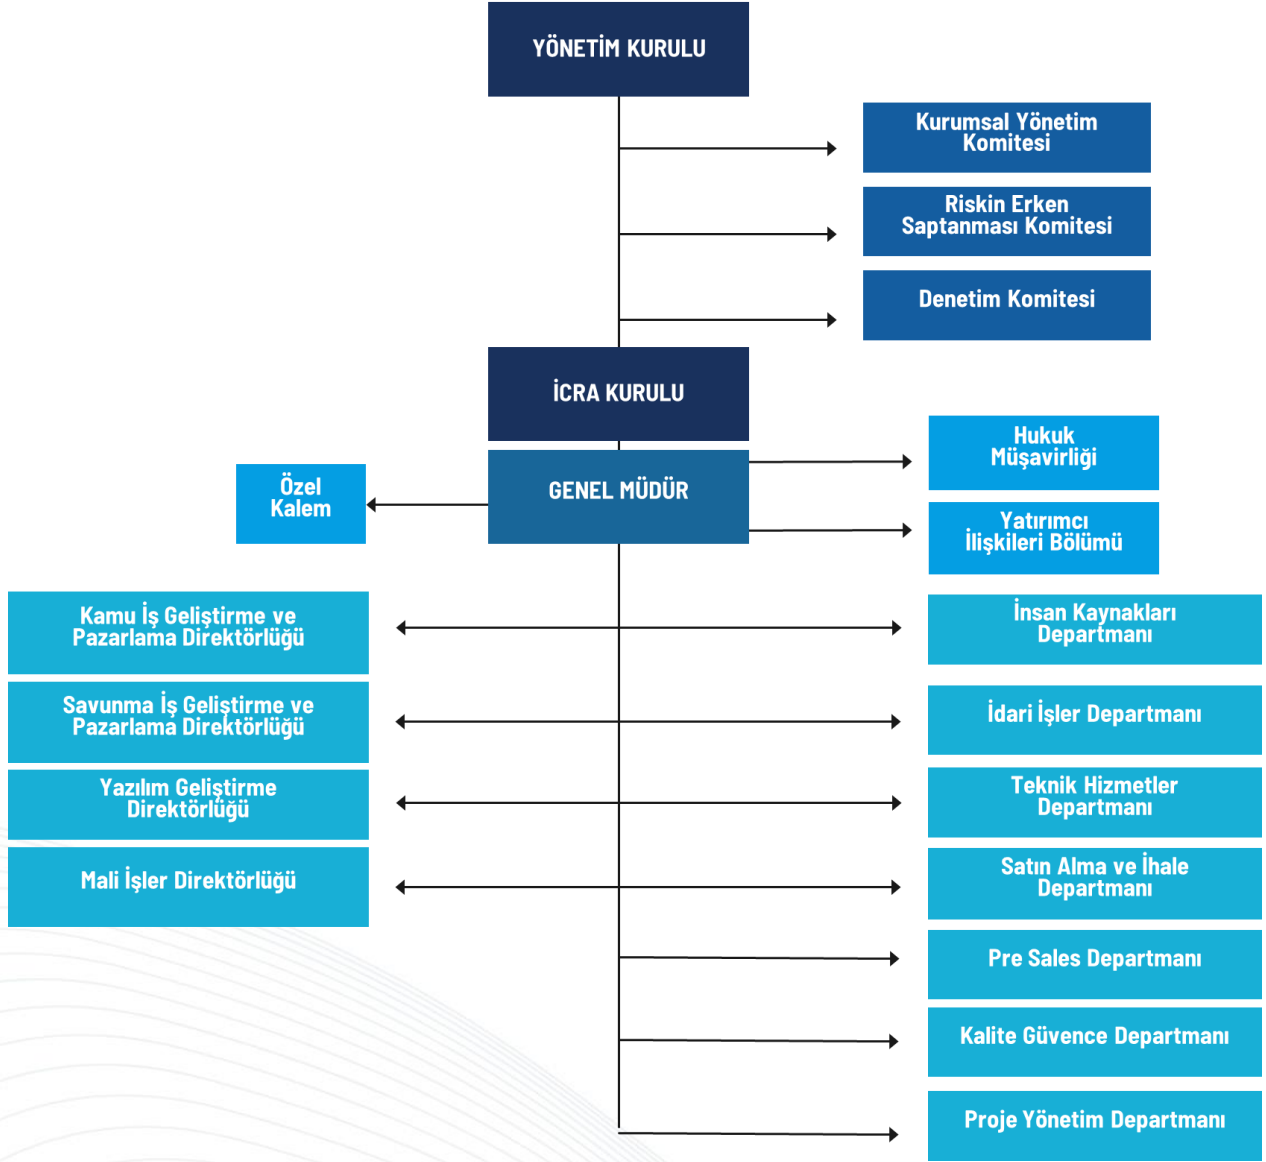 YÖNETİM KURULU
Kurumsal Yönetim
Komitesi
Riskin Erken
Saptanması Komitesi
Denetim Komitesi
İCRA KURULU
GENEL MÜDÜR
Hukuk
Müşavirliği
Yatırımcı
İlişkileri Bölümü
Özel
Kalem
Kamu İş Geliştirme ve
Pazarlama Direktörlüğü
Savunma İş Geliştirme ve
Pazarlama Direktörlüğü
Yazılım Geliştirme
Direktörlüğü
Mali İşler Direktörlüğü
İnsan Kaynakları
Departmanı
İdari İşler Departmanı
Teknik Hizmetler
Departmanı
Satın Alma ve İhale
Departmanı
Pre Sales Departmanı
Kalite Güvence Departmanı
Proje Yönetim Departmanı